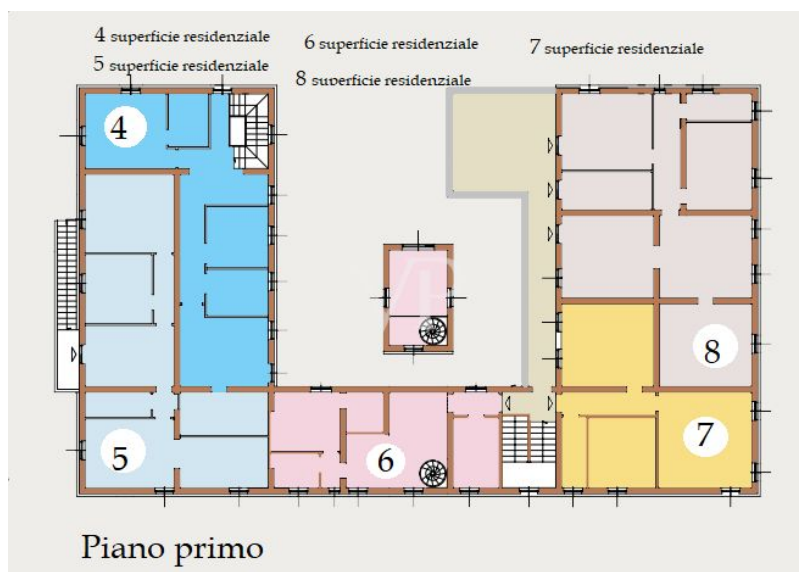 4 superficie residenziale
6 superficie residenziale
7 superficie residenziale
5 superficie residenziale
8 superficie residenziale
4
8
7
6
5
Piano primo